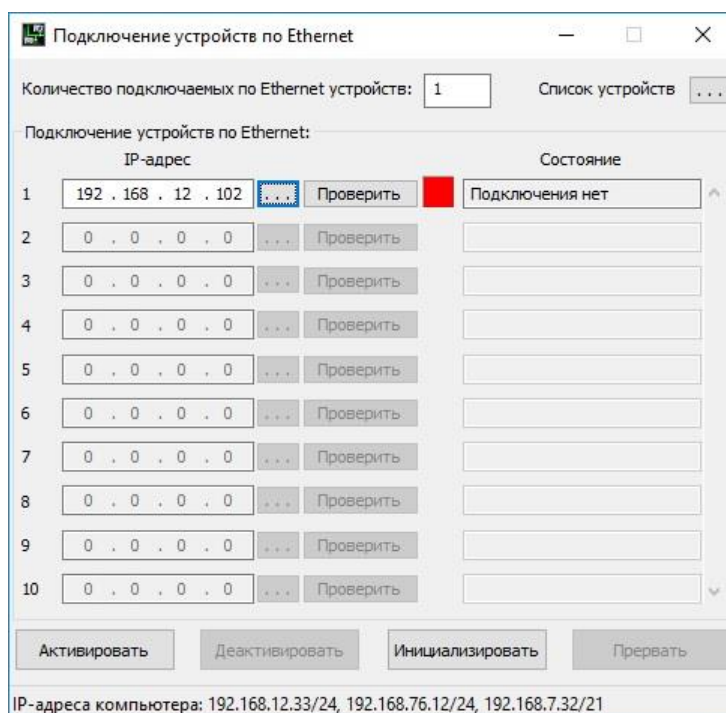 Подключение устройств по Ethernet
Количество подключаемых по Ethernet устройств: 1 Список устройств ...
Подключение устройств по Ethernet:
IP-адрес Состояние
1 192 . 168 . 12 . 102 ... Проверить Подключения нет
2 0 . 0 . 0 . 0 ... Проверить
3 0 . 0 . 0 . 0 ... Проверить
4 0 . 0 . 0 . 0 ... Проверить
5 0 . 0 . 0 . 0 ... Проверить
6 0 . 0 . 0 . 0 ... Проверить
7 0 . 0 . 0 . 0 ... Проверить
8 0 . 0 . 0 . 0 ... Проверить
9 0 . 0 . 0 . 0 ... Проверить
10 0 . 0 . 0 . 0 ... Проверить
Активировать Деактивировать Инициализировать Прервать
IP-адреса компьютера: 192.168.12.33/24, 192.168.76.12/24, 192.168.7.32/21